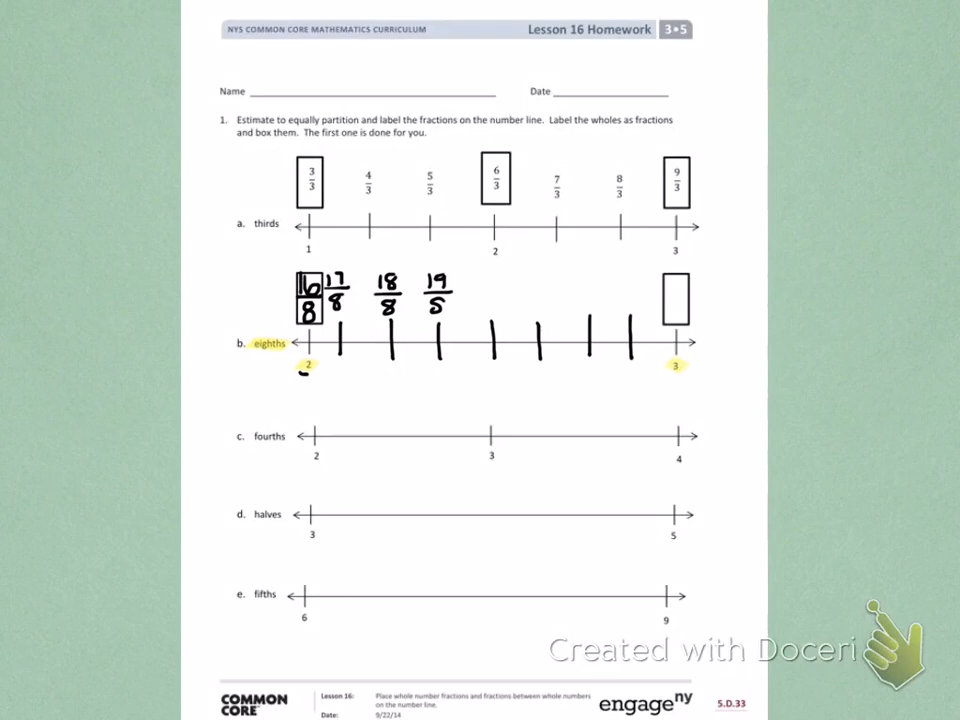 NYS COMMON CORE MATHEMATICS CURRICULUM Lesson 16 Homework 3•5
Name Date
1. Estimate to equally partition and label the fractions on the number line. Label the wholes as fractions
and box them. The first one is done for you.
3/3 4/3 5/3 6/3 7/3 8/3 9/3
a. thirds
1 2 3
16/8 17/8 18/8 19/8
b. eighths
2 3
c. fourths
2 3 4
d. halves
3 5
e. fifths
6 9
Created with Doceri
COMMON
CORE
Lesson 16: Place whole number fractions and fractions between whole numbers
on the number line.
Date: 9/22/14
engageny
5.D.33